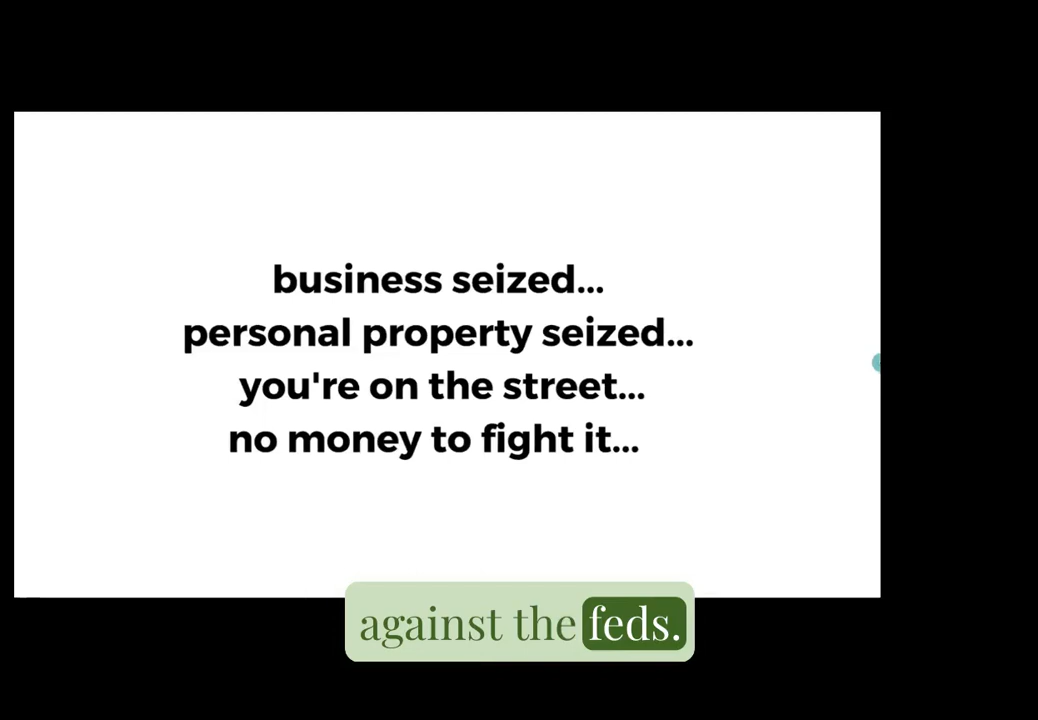 business seized...
personal property seized...
you're on the street...
no money to fight it...
against the feds.